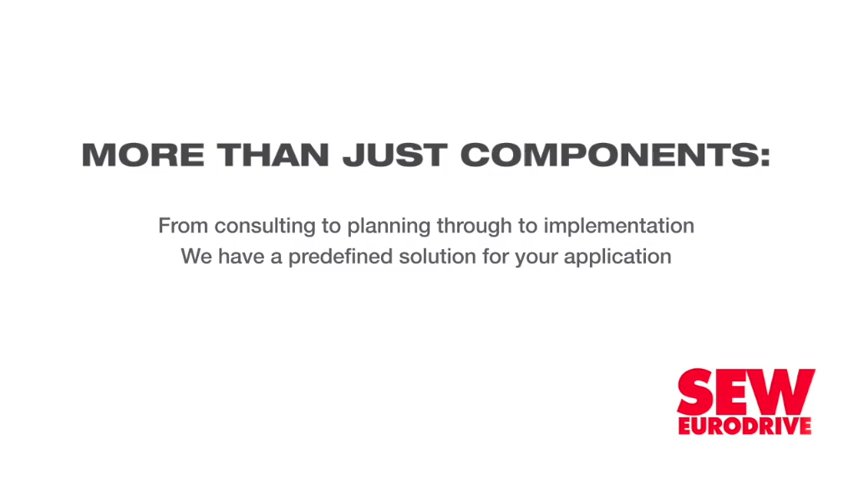 MORE THAN JUST COMPONENTS:
From consulting to planning through to implementation
We have a predefined solution for your application
SEW
EURODRIVE